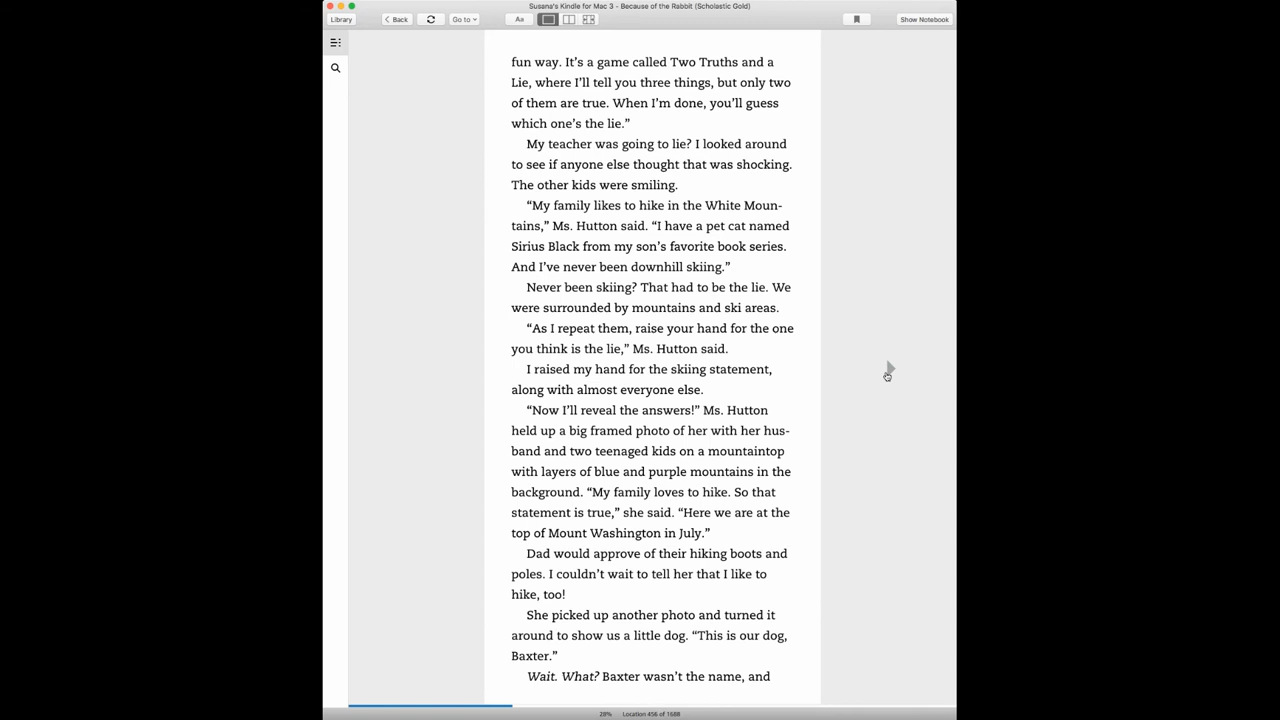 Susana's Kindle for Mac 3 - Because of the Rabbit (Scholastic Gold)
Library
Back
Go to
Aa
Show Notebook
fun way. It’s a game called Two Truths and a
Lie, where I’ll tell you three things, but only two
of them are true. When I’m done, you’ll guess
which one’s the lie.”
My teacher was going to lie? I looked around
to see if anyone else thought that was shocking.
The other kids were smiling.
“My family likes to hike in the White Moun-
tains,” Ms. Hutton said. “I have a pet cat named
Sirius Black from my son’s favorite book series.
And I’ve never been downhill skiing.”
Never been skiing? That had to be the lie. We
were surrounded by mountains and ski areas.
“As I repeat them, raise your hand for the one
you think is the lie,” Ms. Hutton said.
I raised my hand for the skiing statement,
along with almost everyone else.
“Now I’ll reveal the answers!” Ms. Hutton
held up a big framed photo of her with her hus-
band and two teenaged kids on a mountaintop
with layers of blue and purple mountains in the
background. “My family loves to hike. So that
statement is true,” she said. “Here we are at the
top of Mount Washington in July.”
Dad would approve of their hiking boots and
poles. I couldn’t wait to tell her that I like to
hike, too!
She picked up another photo and turned it
around to show us a little dog. “This is our dog,
Baxter.”
Wait. What? Baxter wasn’t the name, and
28% Location 456 of 1688